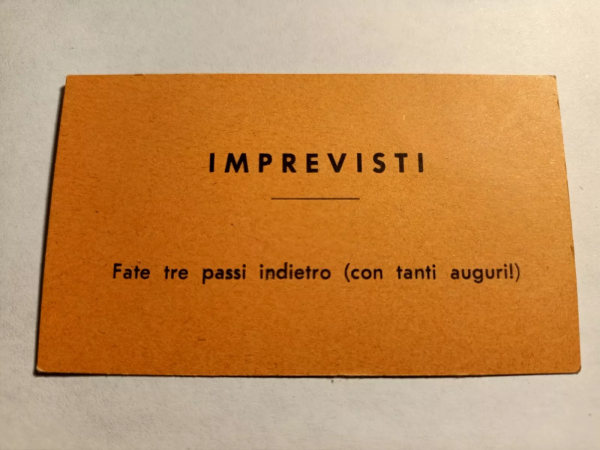 IMPREVISTI
Fate tre passi indietro (con tanti auguri!)